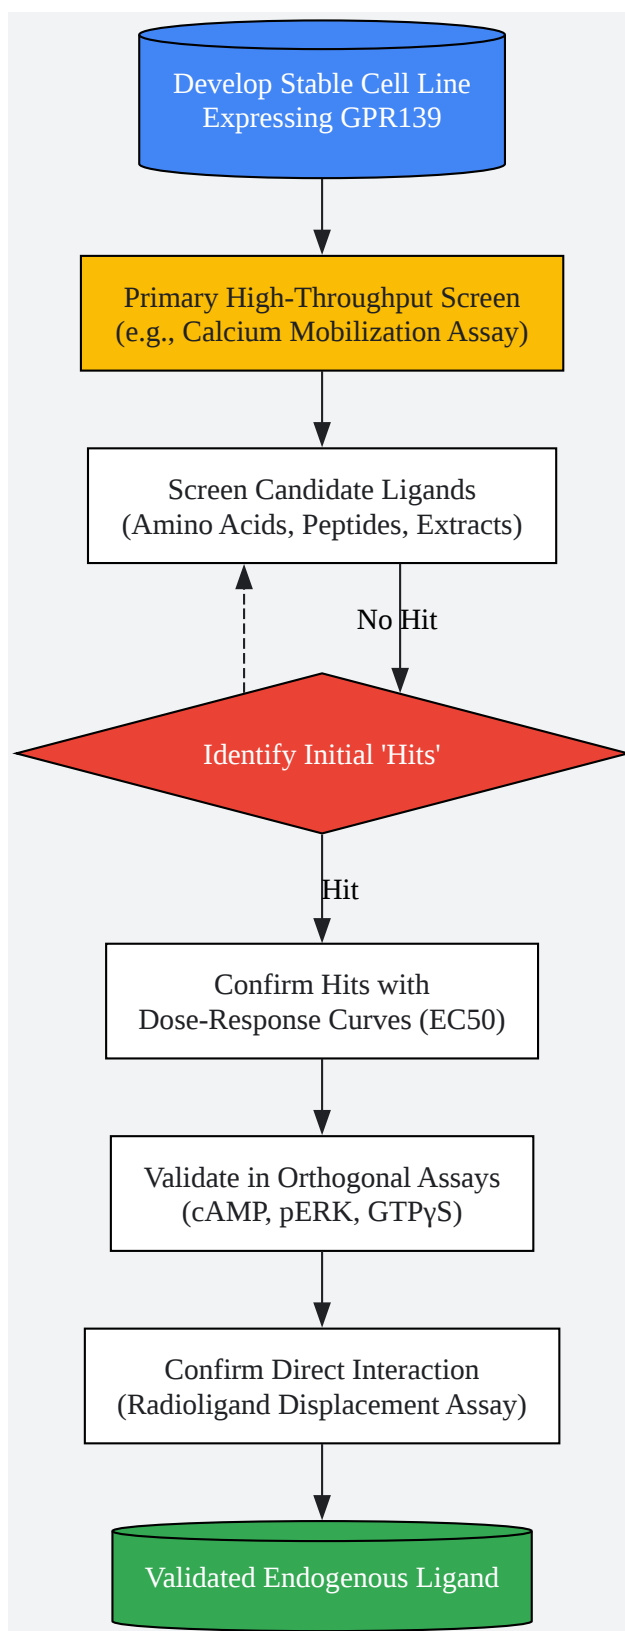 Develop Stable Cell Line
Expressing GPR139
Primary High-Throughput Screen
(e.g., Calcium Mobilization Assay)
Screen Candidate Ligands
(Amino Acids, Peptides, Extracts)
No Hit
Identify Initial 'Hits'
Hit
Confirm Hits with
Dose-Response Curves (EC50)
Validate in Orthogonal Assays
(cAMP, pERK, GTPγS)
Confirm Direct Interaction
(Radioligand Displacement Assay)
Validated Endogenous Ligand